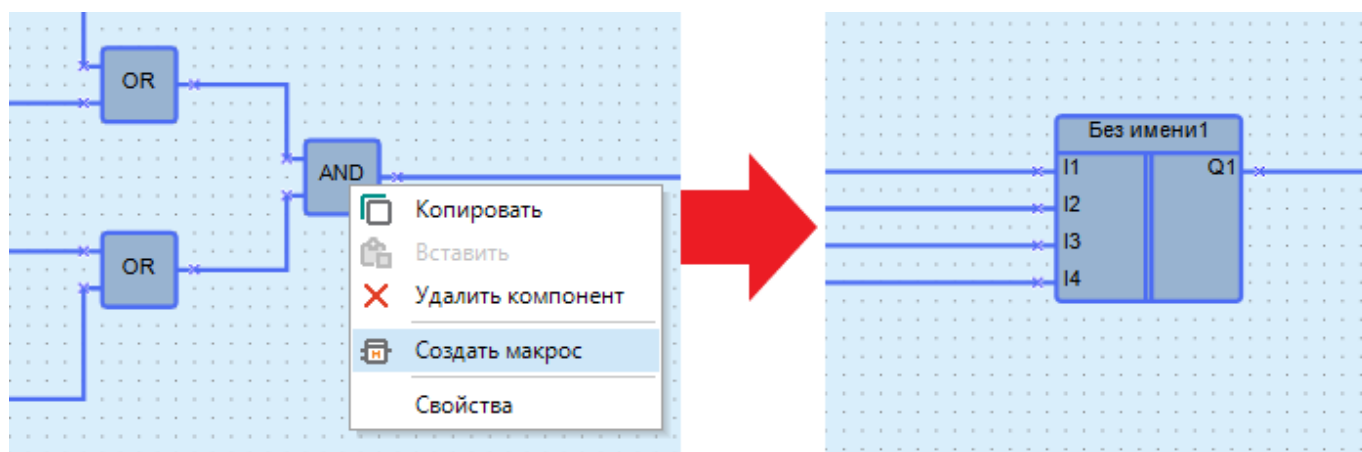 OR
AND
OR
Копировать
Вставить
Удалить компонент
Создать макрос
Свойства
Без имени1
I1 Q1
I2
I3
I4